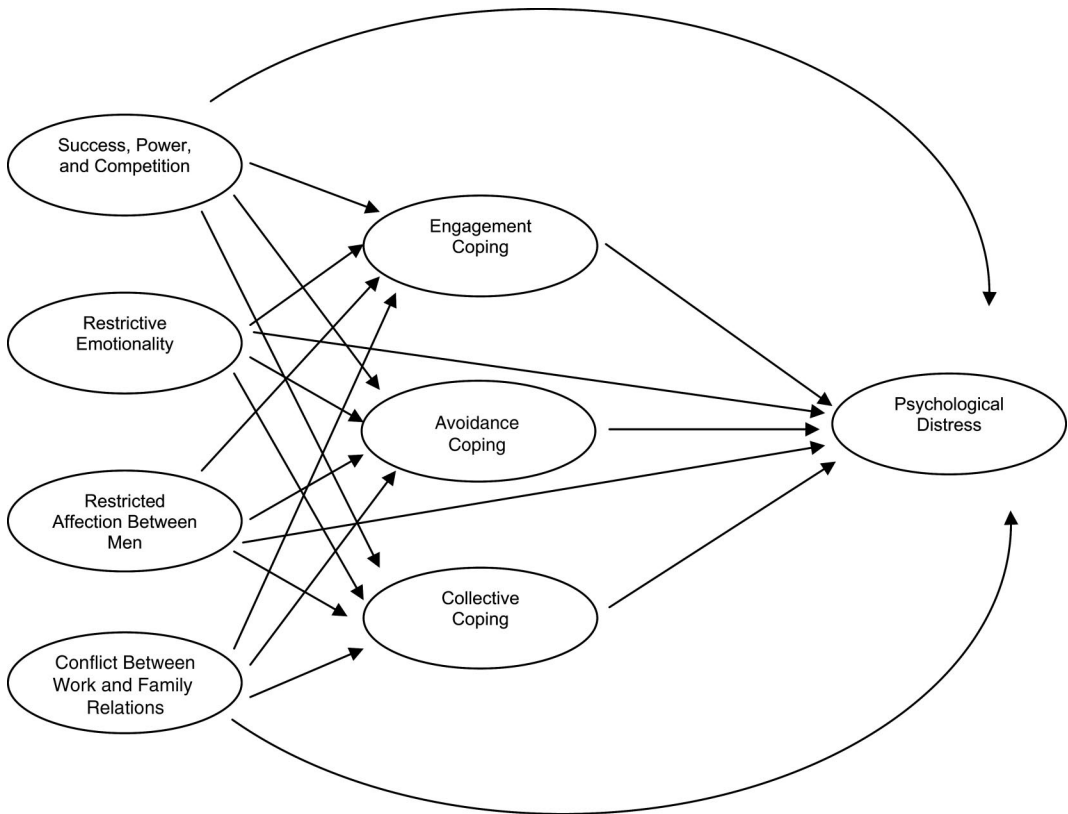 Success, Power,
and Competition
Engagement
Coping
Restrictive
Emotionality
Psychological
Distress
Avoidance
Coping
Restricted
Affection Between
Men
Collective
Coping
Conflict Between
Work and Family
Relations